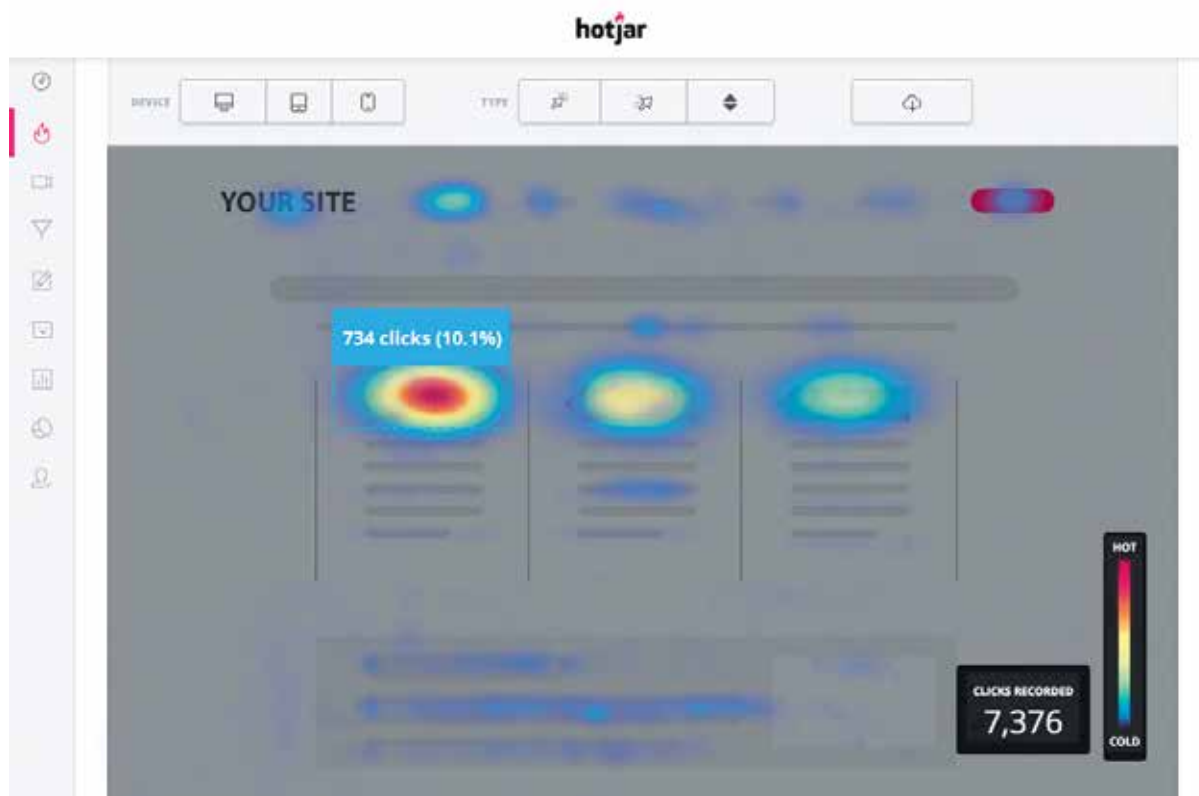 hotjar
DEVICE
TYPE
YOUR SITE
734 clicks (10.1%)
HOT
CLICKS RECORDED
7,376
COLD